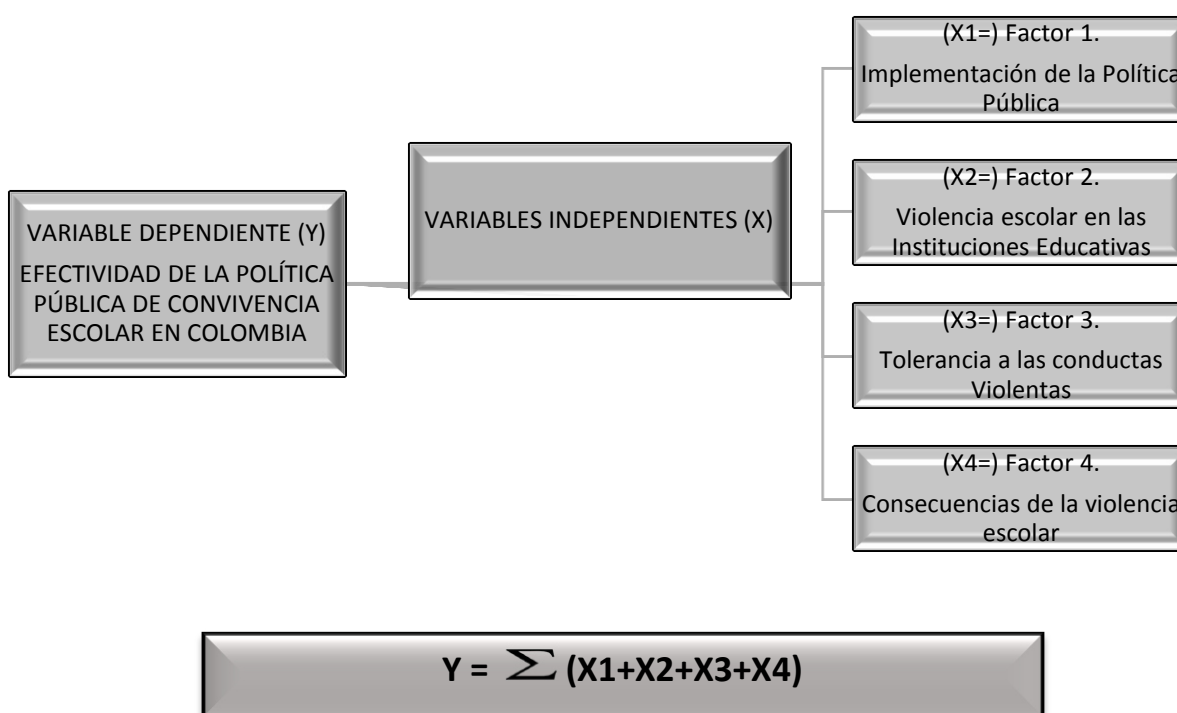 VARIABLE DEPENDIENTE (Y)
EFECTIVIDAD DE LA POLÍTICA
PÚBLICA DE CONVIVENCIA
ESCOLAR EN COLOMBIA
VARIABLES INDEPENDIENTES (X)
(X1=) Factor 1.
Implementación de la Política
Pública
(X2=) Factor 2.
Violencia escolar en las
Instituciones Educativas
(X3=) Factor 3.
Tolerancia a las conductas
Violentas
(X4=) Factor 4.
Consecuencias de la violencia
escolar
Y = ∑ (X1+X2+X3+X4)